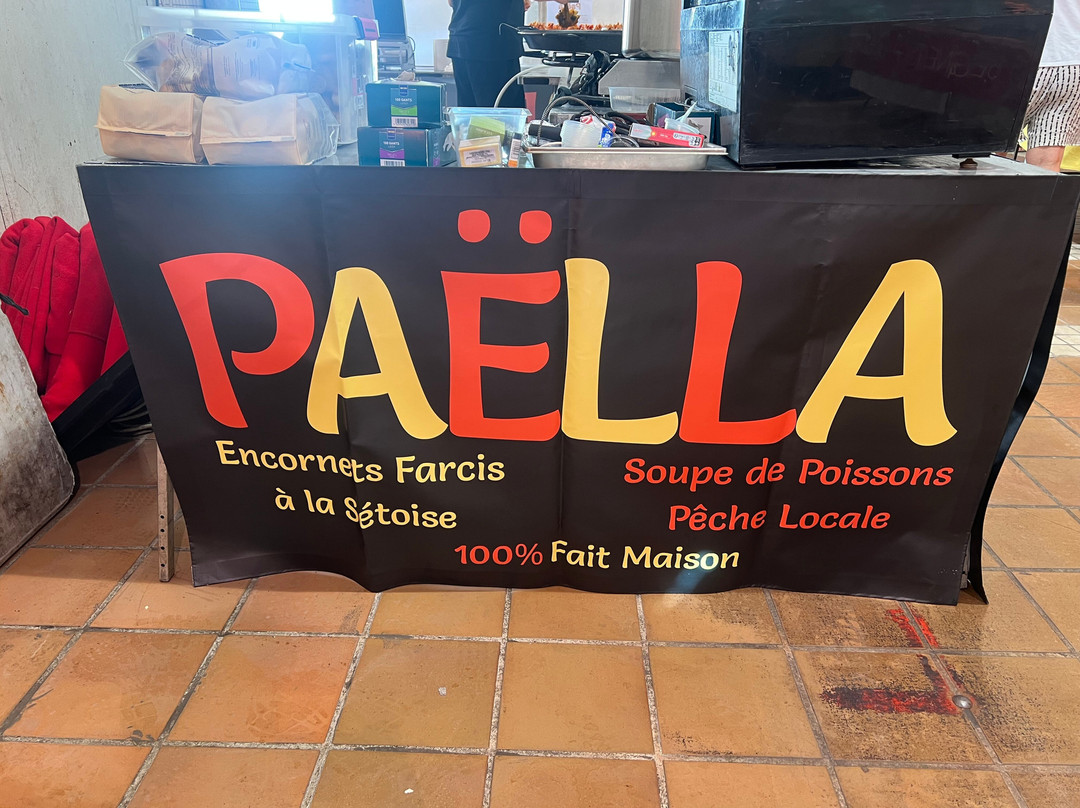 PAËLLA
Encornets Farcis
à la Sétoise
Soupe de Poissons
Pêche Locale
100% Fait Maison